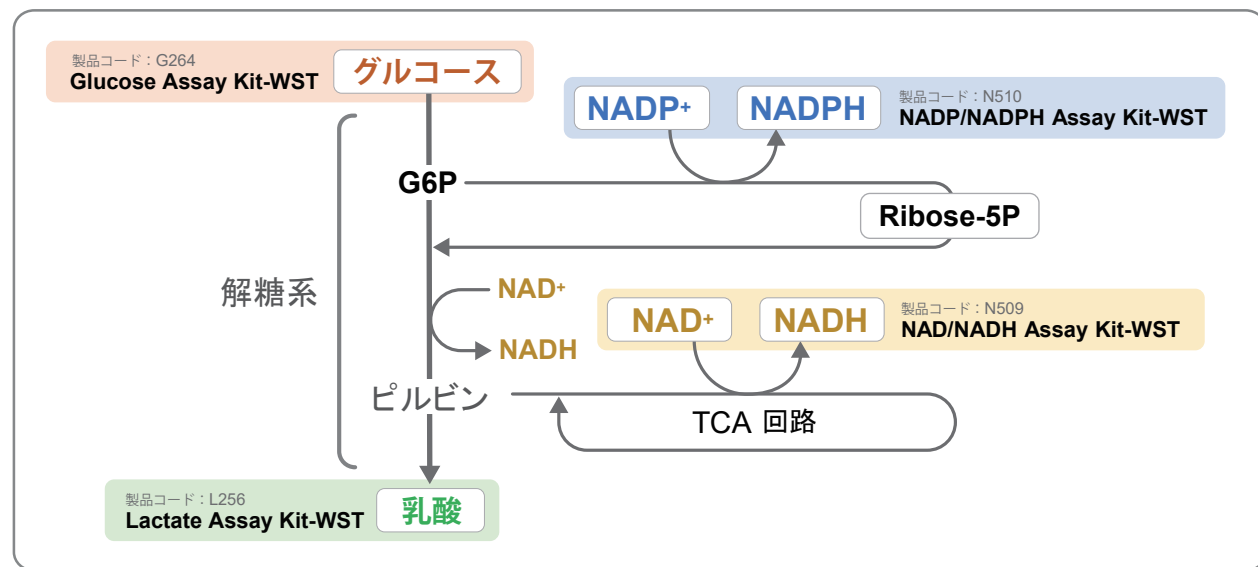 製品コード：G264
Glucose Assay Kit-WST
グルコース
NADP+
NADPH
製品コード：N510
NADP/NADPH Assay Kit-WST
G6P
Ribose-5P
解糖系
NAD+
NADH
NAD+
NADH
製品コード：N509
NAD/NADH Assay Kit-WST
ピルビン
TCA 回路
製品コード：L256
Lactate Assay Kit-WST
乳酸